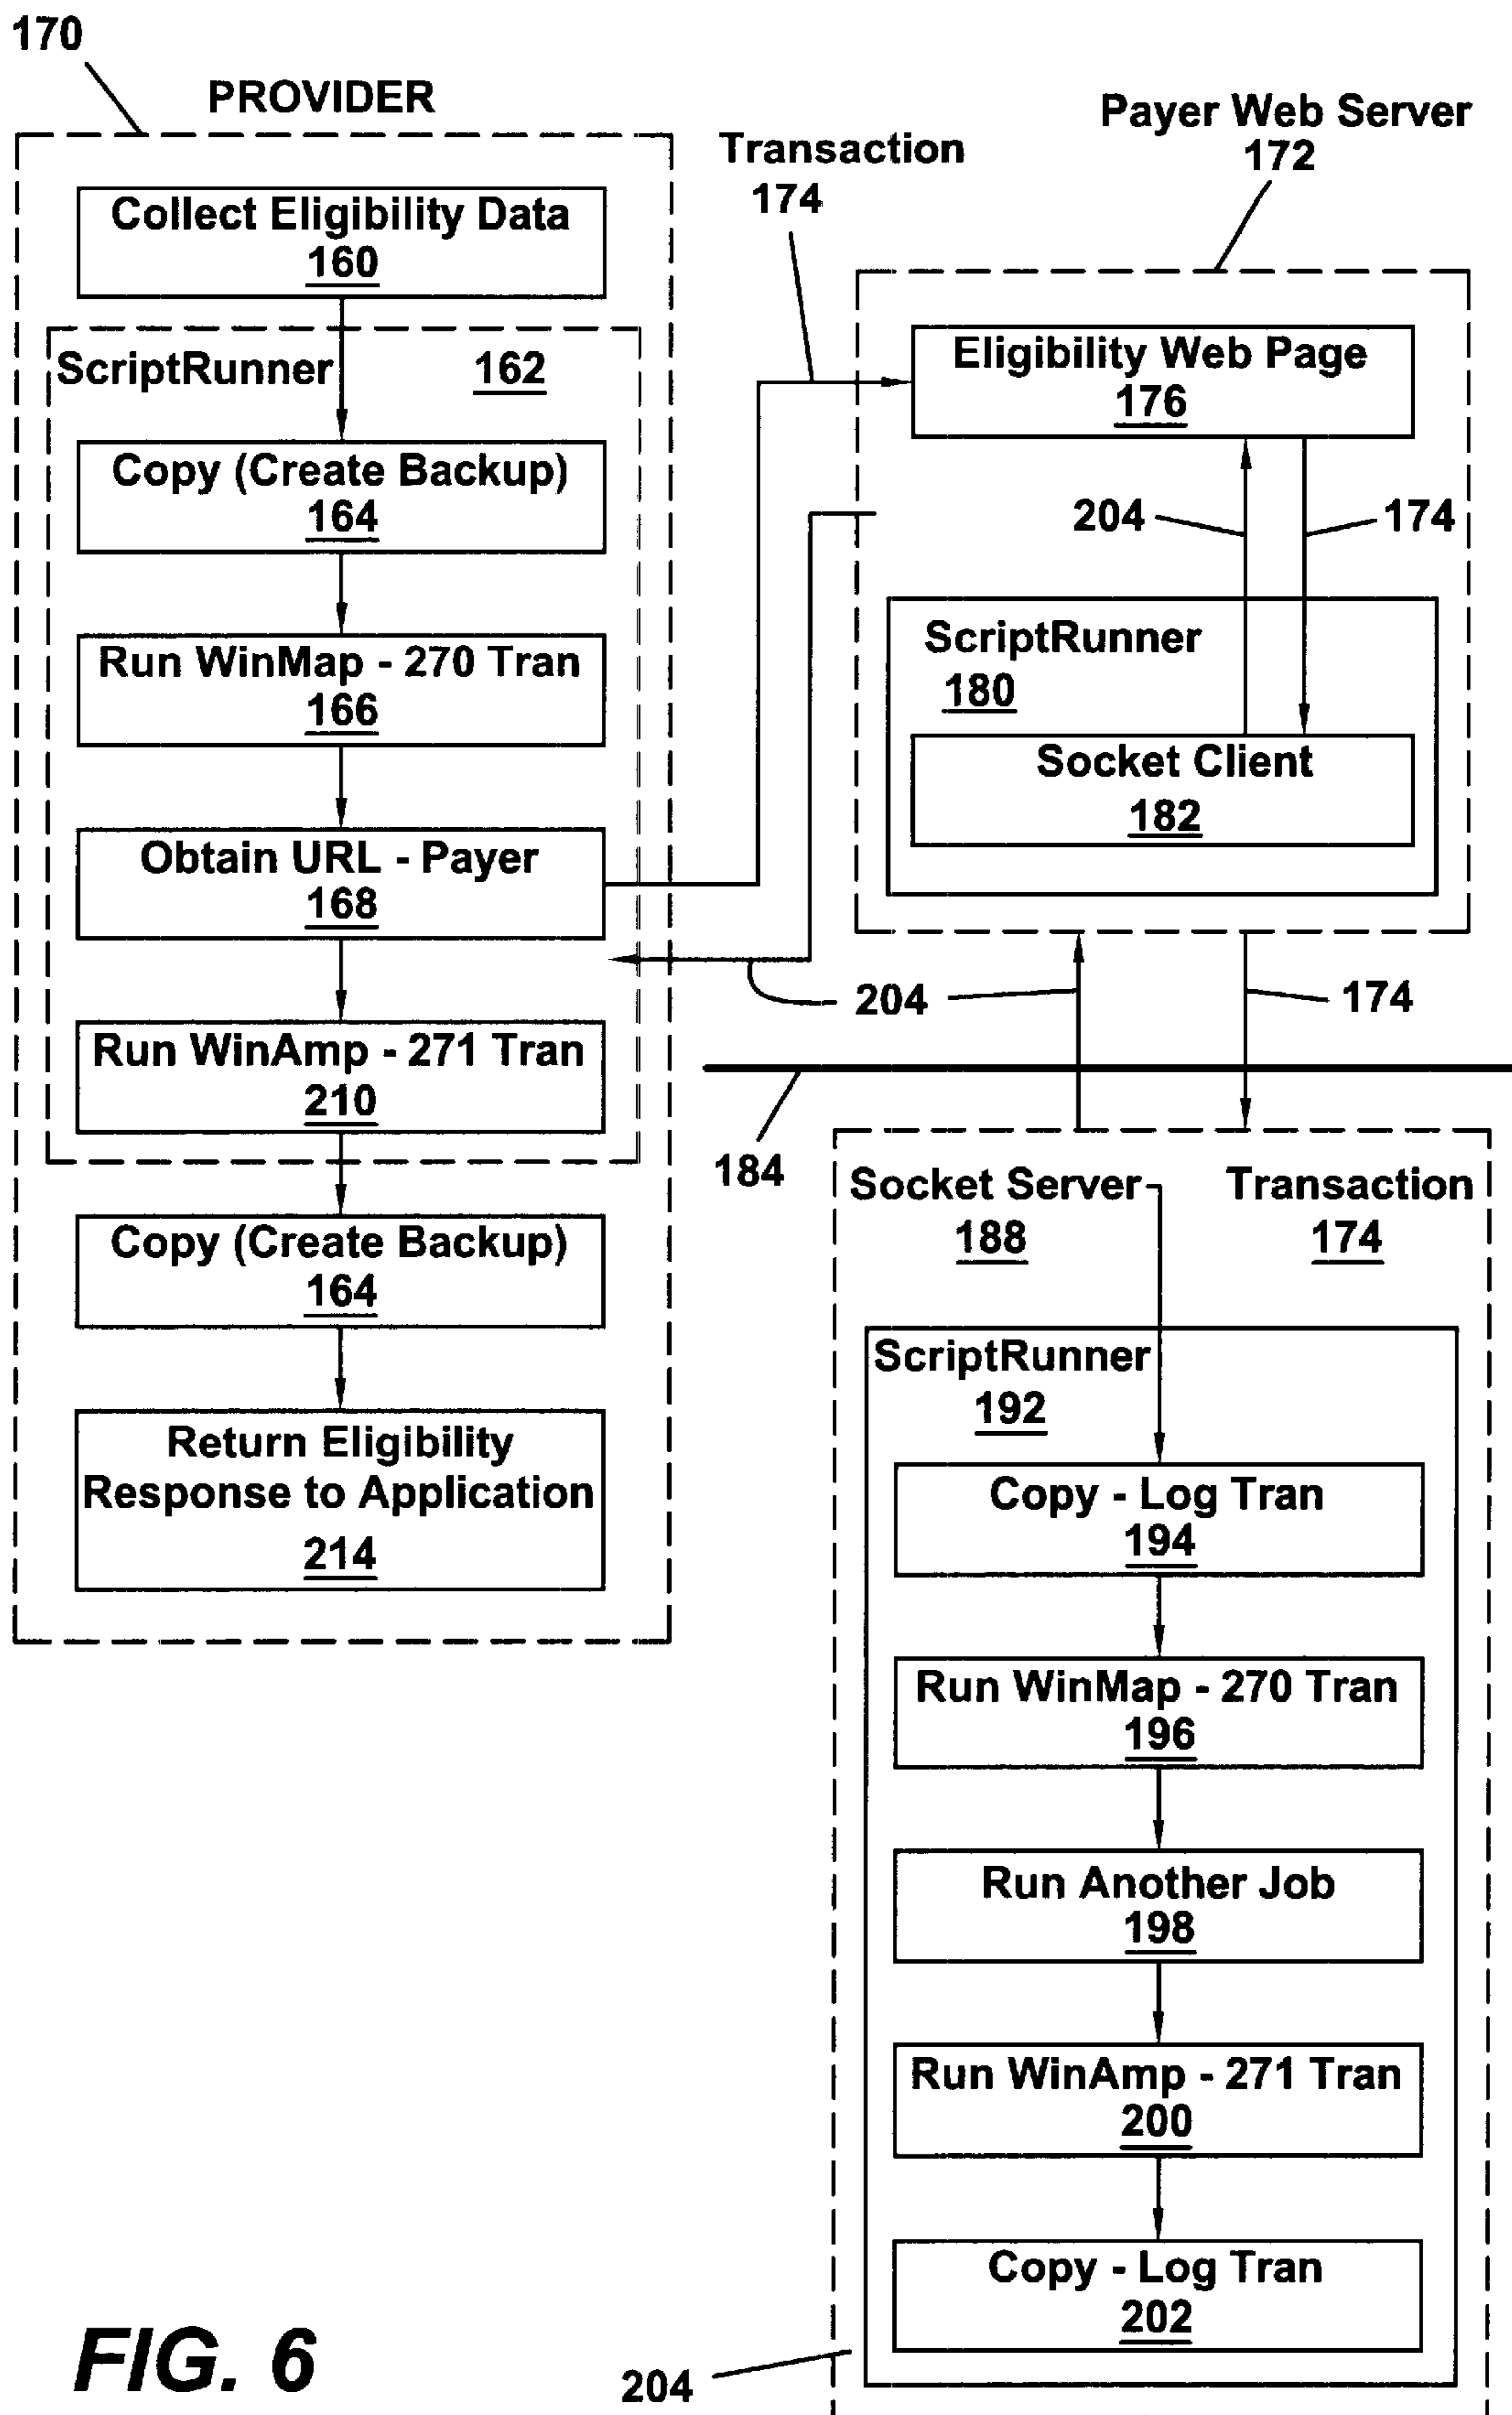 170
PROVIDER
Collect Eligibility Data
160
ScriptRunner 162
Copy (Create Backup)
164
Run WinMap - 270 Tran
166
Obtain URL - Payer
168
Run WinAmp - 271 Tran
210
Copy (Create Backup)
164
Return Eligibility
Response to Application
214
Transaction
174
Payer Web Server
172
Eligibility Web Page
176
204
174
ScriptRunner
180
Socket Client
182
204
174
184
Socket Server
188
Transaction
174
ScriptRunner
192
Copy - Log Tran
194
Run WinMap - 270 Tran
196
Run Another Job
198
Run WinAmp - 271 Tran
200
Copy - Log Tran
202
204
FIG. 6